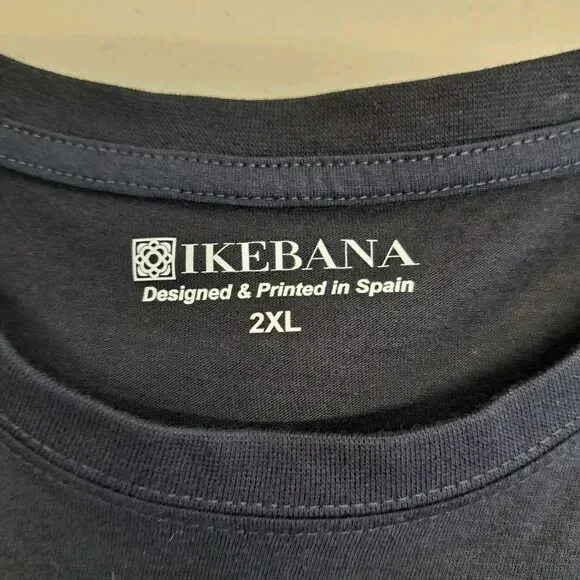 IKEBANA
Designed & Printed in Spain
2XL